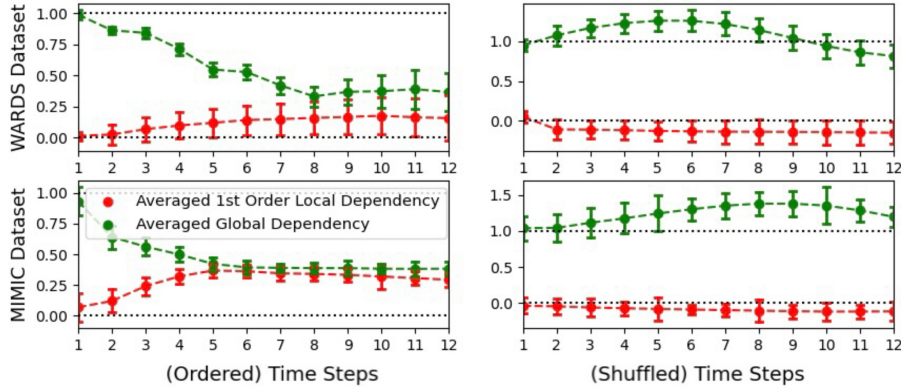 WARDS Dataset
1.00
0.75
0.50
0.25
0.00
1 2 3 4 5 6 7 8 9 10 11 12
1.0
0.0
1 2 3 4 5 6 7 8 9 10 11 12
MIMIC Dataset
1.00
0.75
0.50
0.25
0.00
Averaged 1st Order Local Dependency
Averaged Global Dependency
1 2 3 4 5 6 7 8 9 10 11 12
(Ordered) Time Steps
1.5
1.0
0.0
1 2 3 4 5 6 7 8 9 10 11 12
(Shuffled) Time Steps